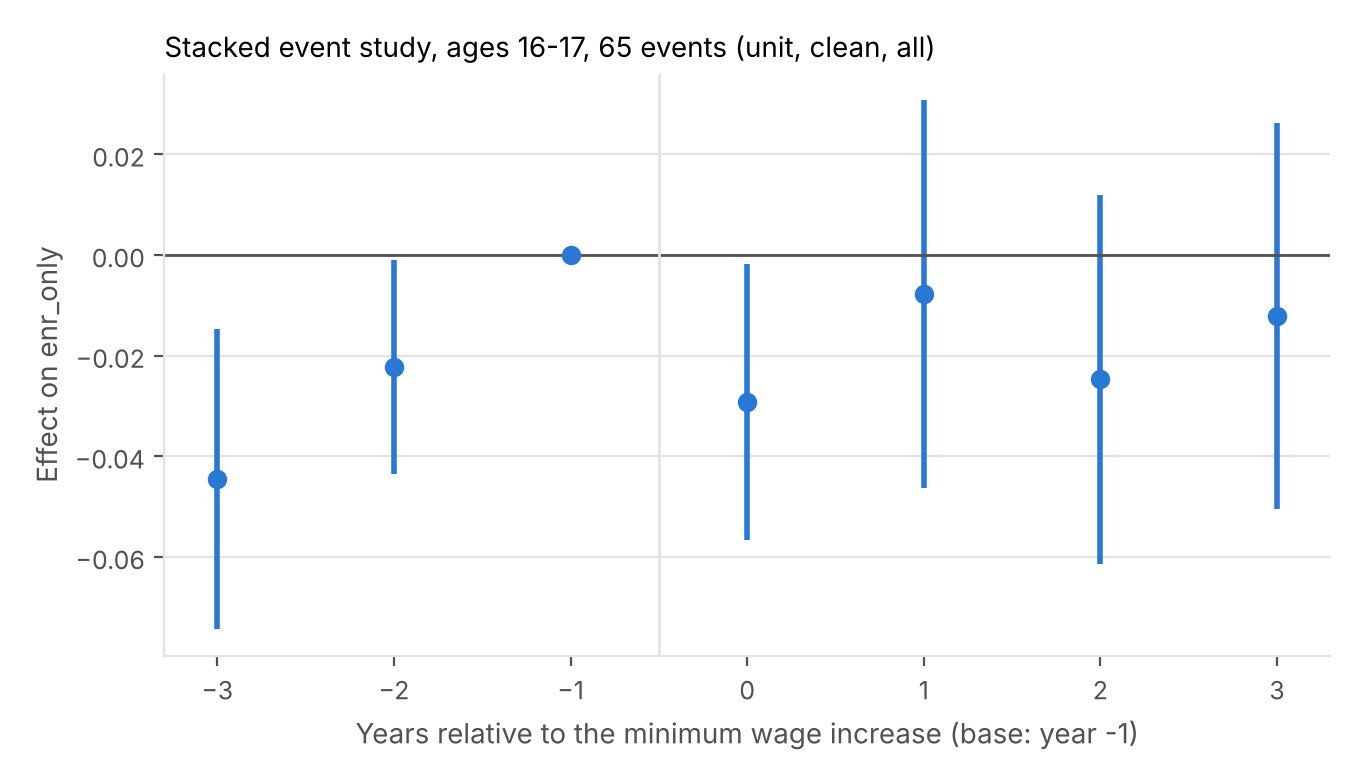 Stacked event study, ages 16-17, 65 events (unit, clean, all)
0.02
0.00
−0.02
−0.04
−0.06
Effect on enr_only
−3 −2 −1 0 1 2 3
Years relative to the minimum wage increase (base: year -1)